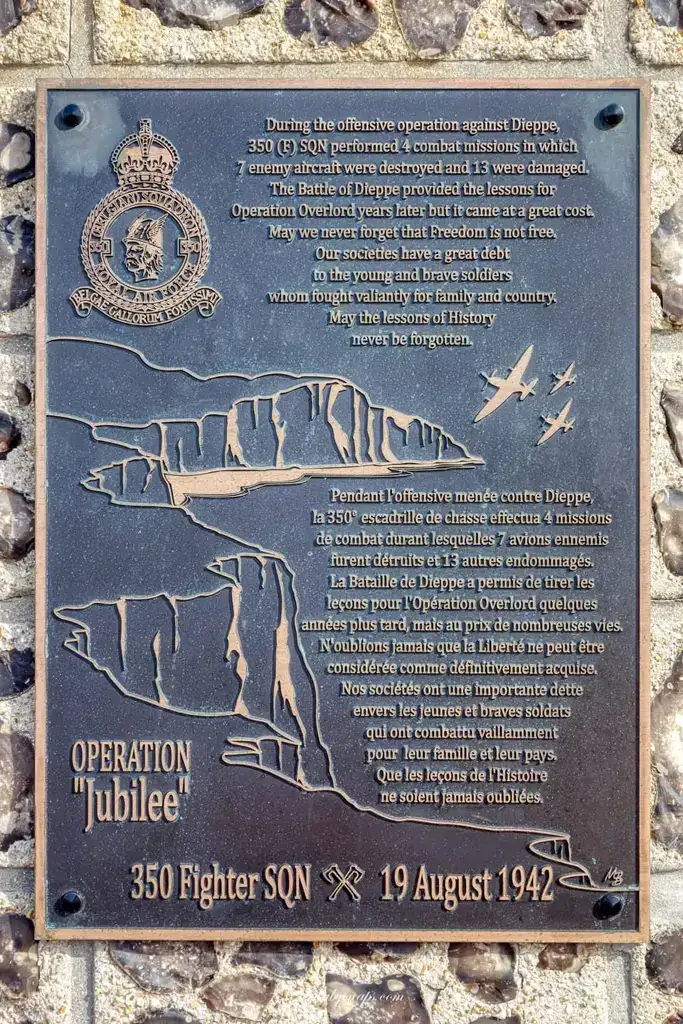 During the offensive operation against Dieppe,
350 (F) SQN performed 4 combat missions in which
7 enemy aircraft were destroyed and 13 were damaged.
The Battle of Dieppe provided the lessons for
Operation Overlord years later but it came at a great cost.
May we never forget that Freedom is not free.
Our societies have a great debt
to the young and brave soldiers
whom fought valiantly for family and country.
May the lessons of History
never be forgotten.
(BELGIAN) SQUADRON
350
ROYAL AIR FORCE
BELGAE GALLORUM FORTISSIMI
Pendant l'offensive menée contre Dieppe,
la 350° escadrille de chasse effectua 4 missions
de combat durant lesquelles 7 avions ennemis
furent détruits et 13 autres endommagés.
La Bataille de Dieppe a permis de tirer les
leçons pour l'Opération Overlord quelques
années plus tard, mais au prix de nombreuses vies.
N'oublions jamais que la Liberté ne peut être
considérée comme définitivement acquise.
Nos sociétés ont une importante dette
envers les jeunes et braves soldats
qui ont combattu vaillamment
pour leur famille et leur pays.
Que les leçons de l'Histoire
ne soient jamais oubliées.
OPERATION
"Jubilee"
350 Fighter SQN 19 August 1942